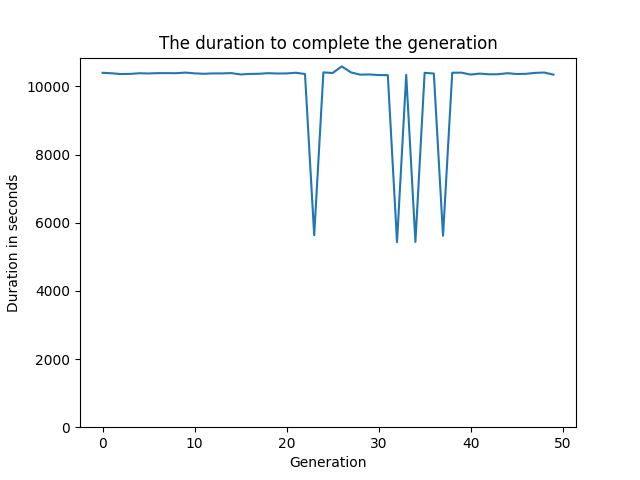 The duration to complete the generation
Duration in seconds
10000
8000
6000
4000
2000
0
0 10 20 30 40 50
Generation